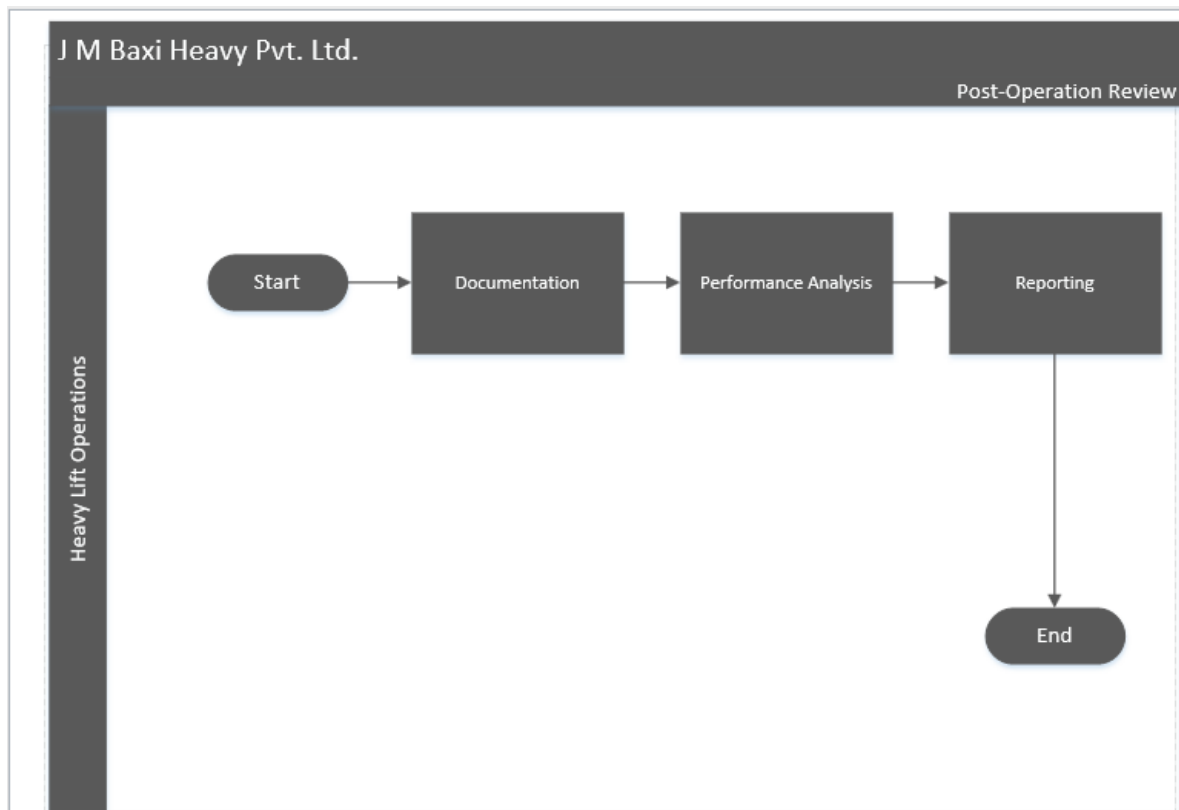 J M Baxi Heavy Pvt. Ltd.
Post-Operation Review
Heavy Lift Operations
Start
Documentation
Performance Analysis
Reporting
End